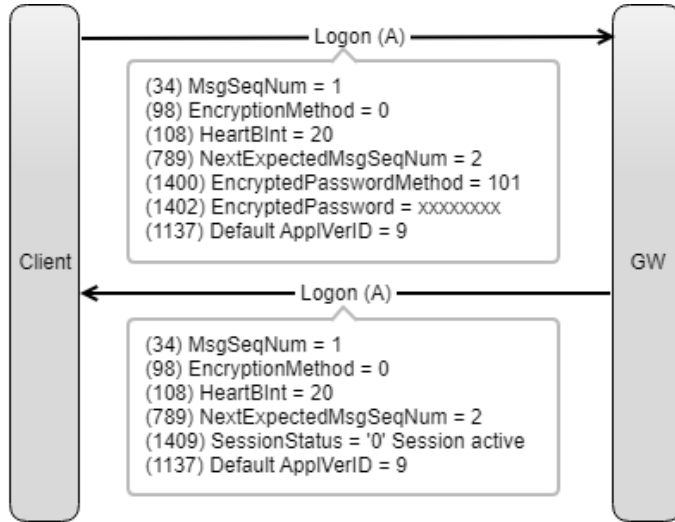 Logon (A)
(34) MsgSeqNum = 1
(98) EncryptionMethod = 0
(108) HeartBInt = 20
(789) NextExpectedMsgSeqNum = 2
(1400) EncryptedPasswordMethod = 101
(1402) EncryptedPassword = xxxxxxxx
(1137) Default ApplVerID = 9
Client
GW
Logon (A)
(34) MsgSeqNum = 1
(98) EncryptionMethod = 0
(108) HeartBInt = 20
(789) NextExpectedMsgSeqNum = 2
(1409) SessionStatus = '0' Session active
(1137) Default ApplVerID = 9